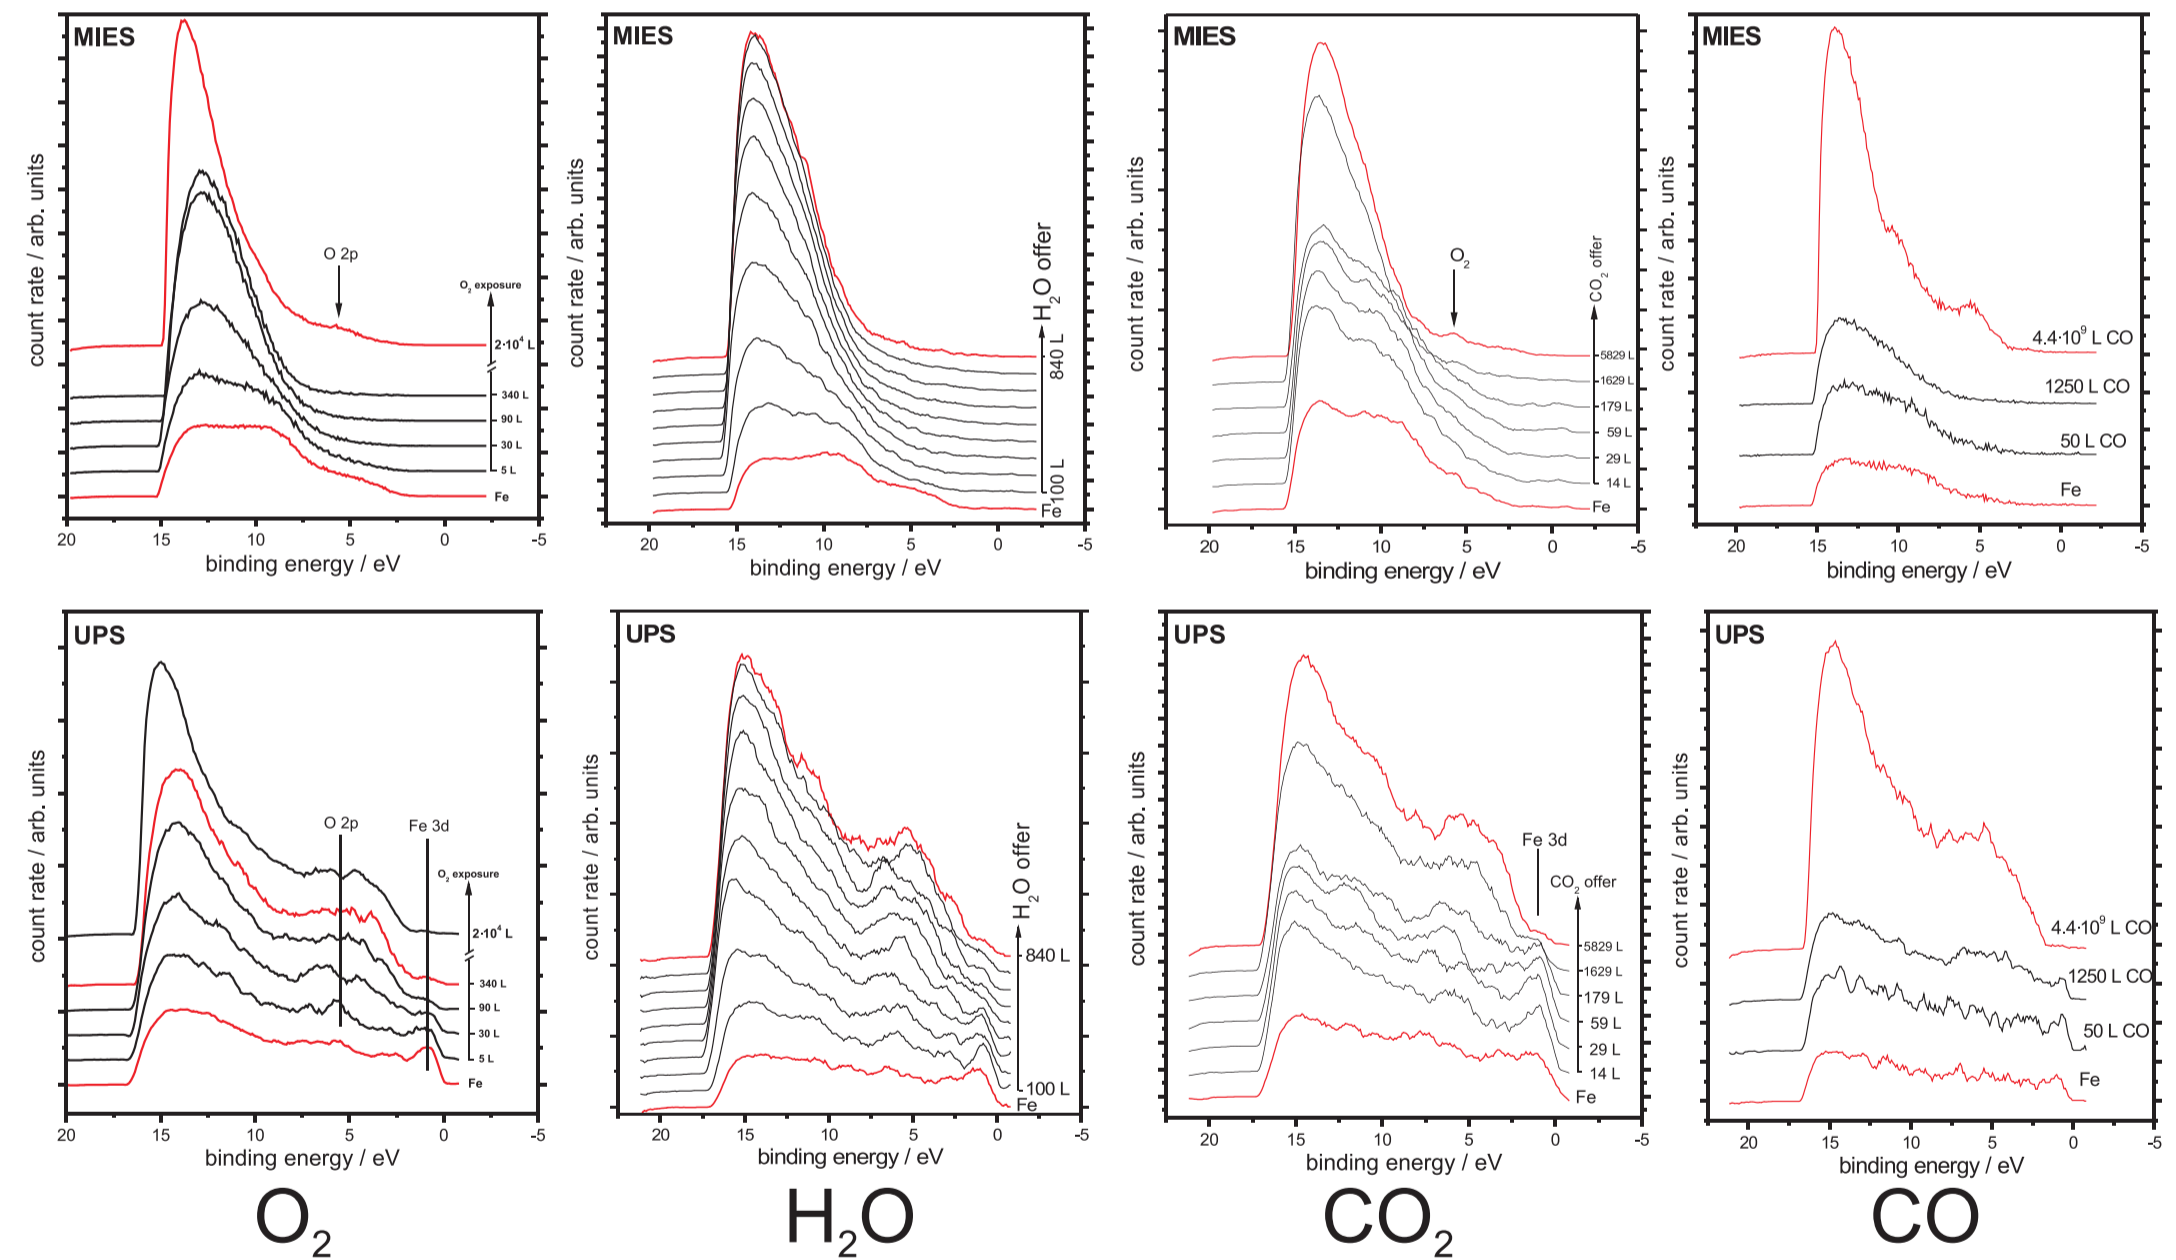 MIES
count rate / arb. units
O 2p
O₂ exposure
2·10⁴ L
340 L
90 L
30 L
5 L
Fe
20 15 10 5 0 -5
binding energy / eV
MIES
count rate / arb. units
H₂O offer
840 L
100 L
Fe
20 15 10 5 0 -5
binding energy / eV
MIES
count rate / arb. units
O₂
CO₂ offer
5829 L
1629 L
179 L
59 L
29 L
14 L
Fe
20 15 10 5 0 -5
binding energy / eV
MIES
count rate / arb. units
4.4·10⁹ L CO
1250 L CO
50 L CO
Fe
20 15 10 5 0 -5
binding energy / eV
UPS
count rate / arb. units
O 2p
Fe 3d
O₂ exposure
2·10⁴ L
340 L
90 L
30 L
5 L
Fe
20 15 10 5 0 -5
binding energy / eV
UPS
count rate / arb. units
H₂O offer
840 L
100 L
Fe
20 15 10 5 0 -5
binding energy / eV
UPS
count rate / arb. units
Fe 3d
CO₂ offer
5829 L
1629 L
179 L
59 L
29 L
14 L
Fe
20 15 10 5 0 -5
binding energy / eV
UPS
count rate / arb. units
4.4·10⁹ L CO
1250 L CO
50 L CO
Fe
20 15 10 5 0 -5
binding energy / eV
O₂
H₂O
CO₂
CO